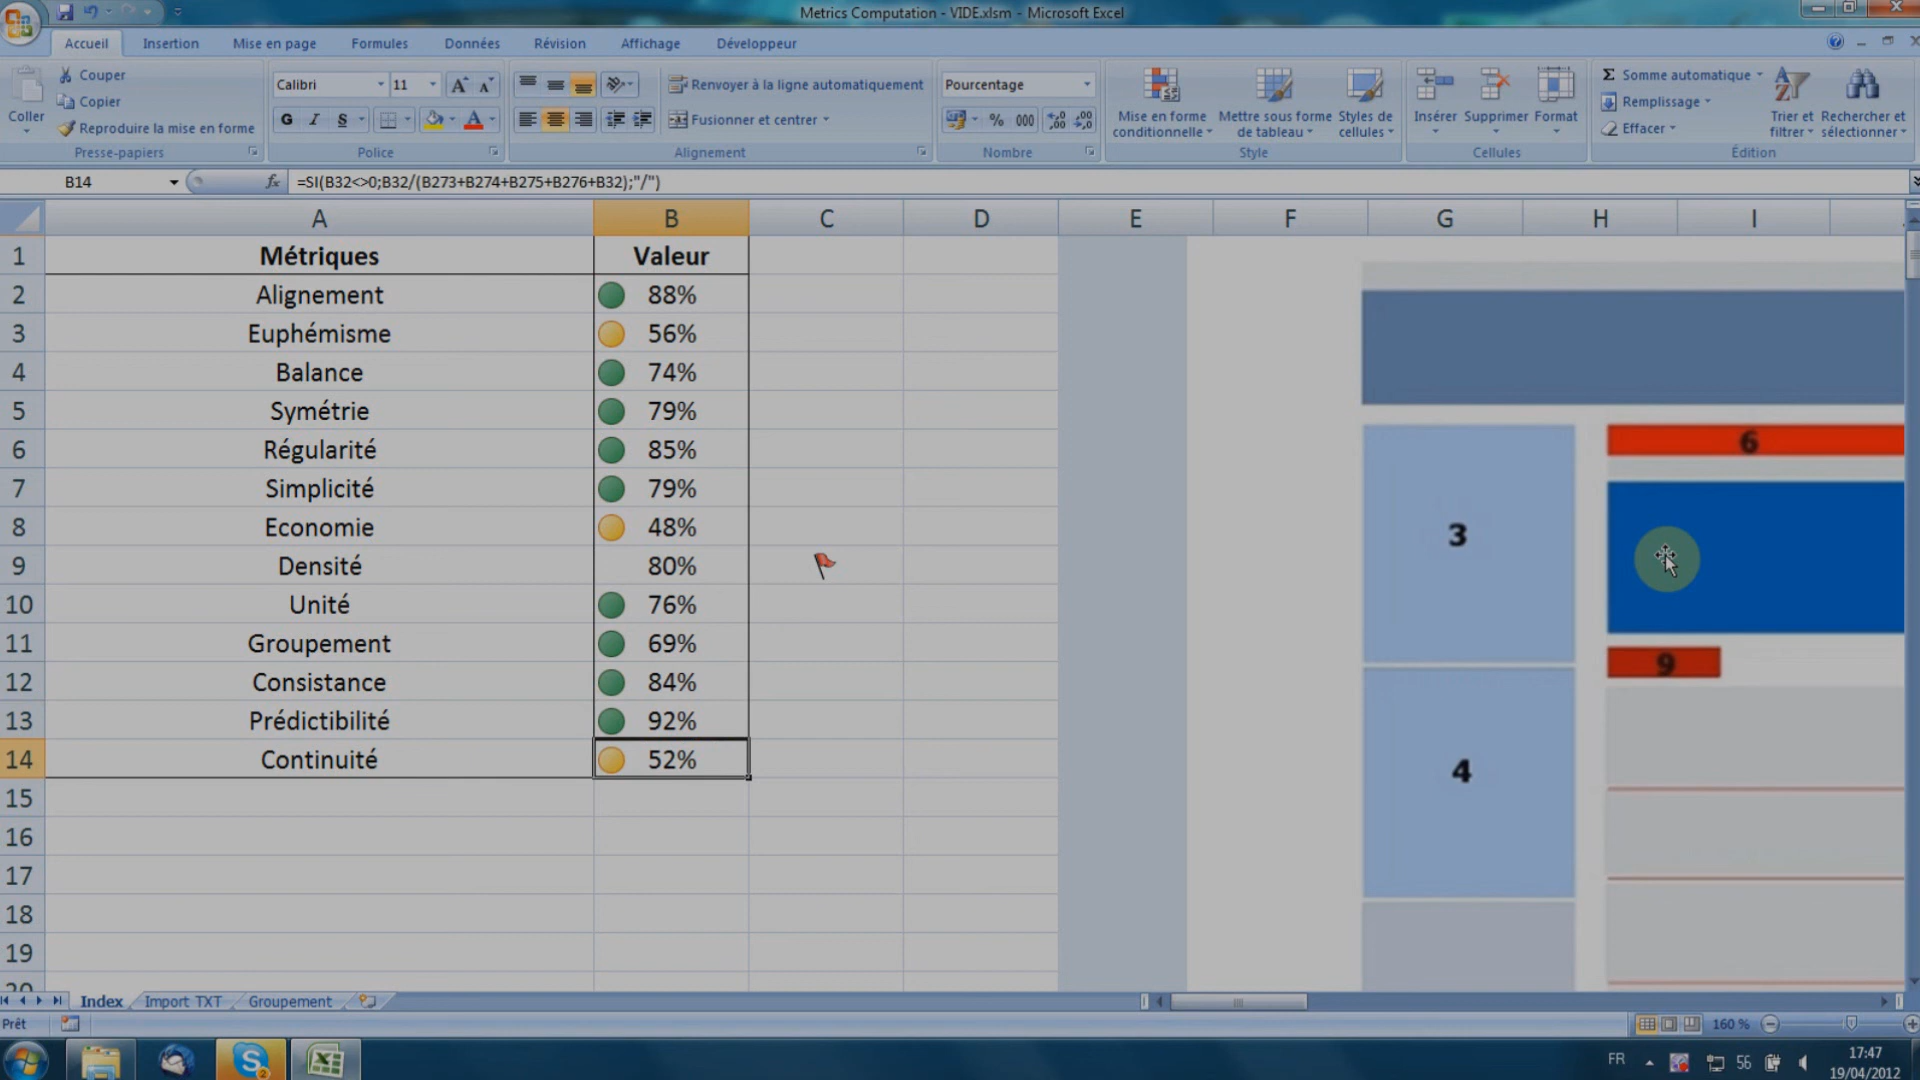 Metrics Computation - VIDE.xlsm - Microsoft Excel
Accueil Insertion Mise en page Formules Données Révision Affichage Développeur
Coller
Couper
Copier
Reproduire la mise en forme
Presse-papiers
Calibri 11
G I S
Police
Renvoyer à la ligne automatiquement
Fusionner et centrer
Alignement
Pourcentage
% 000
Nombre
Mise en forme conditionnelle
Mettre sous forme de tableau
Styles de cellules
Style
Insérer Supprimer Format
Cellules
Somme automatique
Remplissage
Effacer
Trier et filtrer
Rechercher et sélectionner
Édition
B14 fx =SI(B32<>0;B32/(B273+B274+B275+B276+B32);"/")
A B C D E F G H I
1 Métriques Valeur
2 Alignement 88%
3 Euphémisme 56%
4 Balance 74%
5 Symétrie 79%
6 Régularité 85%
7 Simplicité 79%
8 Economie 48%
9 Densité 80%
10 Unité 76%
11 Groupement 69%
12 Consistance 84%
13 Prédictibilité 92%
14 Continuité 52%
15
16
17
18
19
20
6
3
9
4
Index Import TXT Groupement
Prêt
160 %
FR
56
17:47
19/04/2012